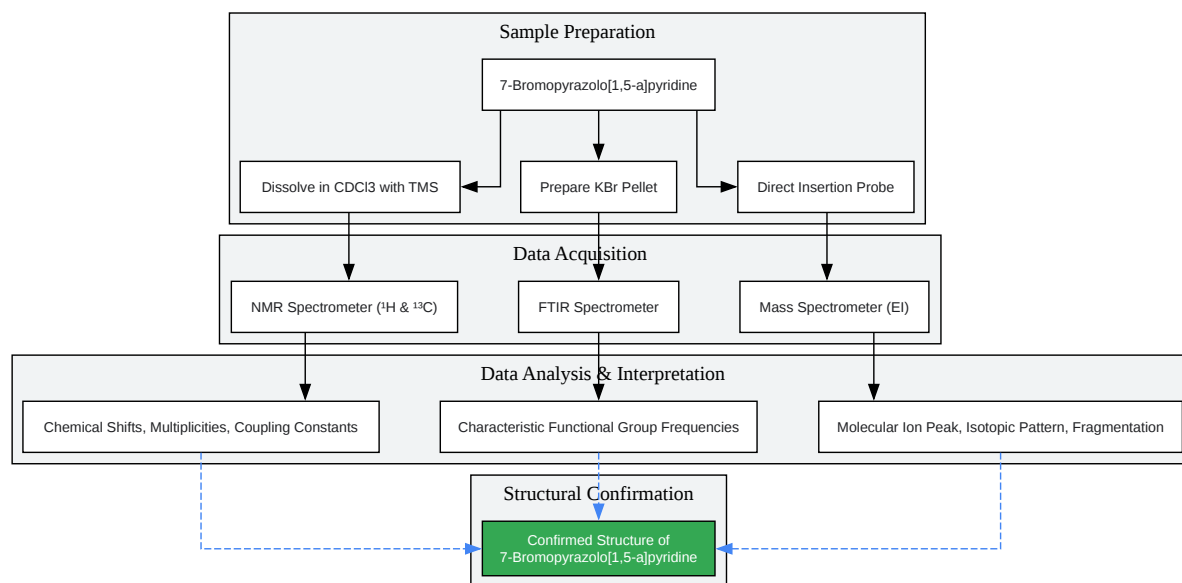 Sample Preparation
7-Bromopyrazolo[1,5-a]pyridine
Dissolve in CDCl3 with TMS
Prepare KBr Pellet
Direct Insertion Probe
Data Acquisition
NMR Spectrometer (¹H & ¹³C)
FTIR Spectrometer
Mass Spectrometer (EI)
Data Analysis & Interpretation
Chemical Shifts, Multiplicities, Coupling Constants
Characteristic Functional Group Frequencies
Molecular Ion Peak, Isotopic Pattern, Fragmentation
Structural Confirmation
Confirmed Structure of
7-Bromopyrazolo[1,5-a]pyridine